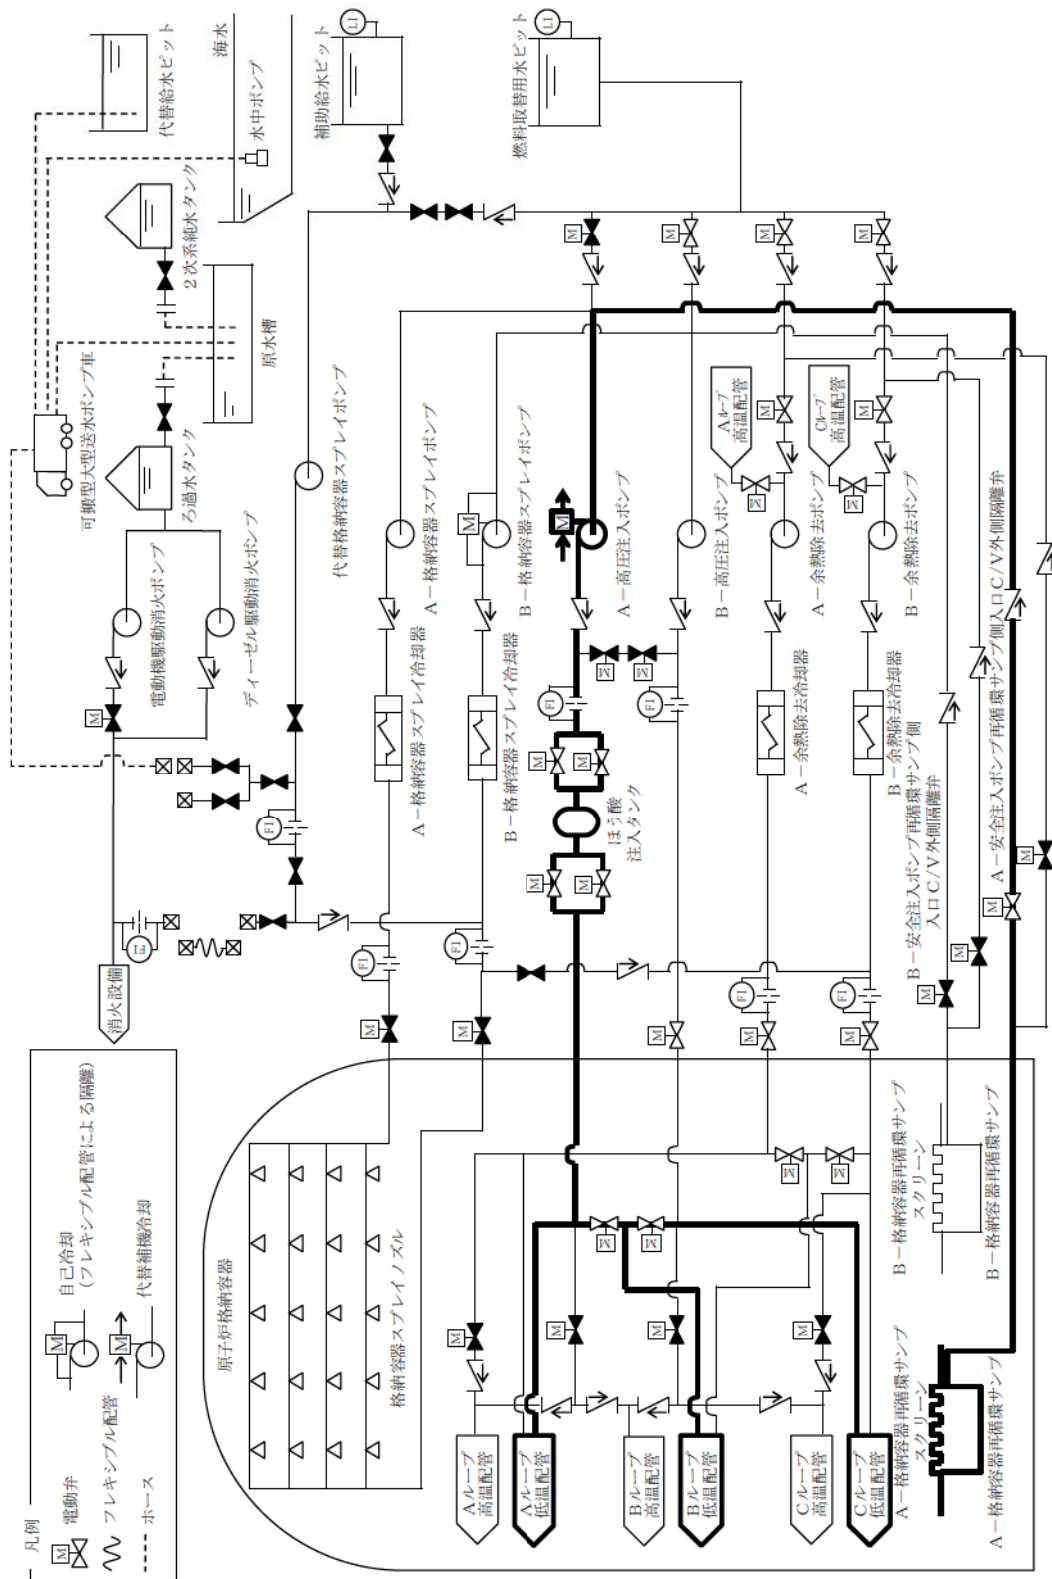 凡例
M
電動弁
フレキシブル配管
ホース
M
自己冷却
(フレキシブル配管による隔離)
M
代替補機冷却
消火設備
FI
M
電動機駆動消火ポンプ
ディーゼル駆動消火ポンプ
ろ過水タンク
可搬型大型送水ポンプ車
2次系純水タンク
原水槽
代替給水ピット
海水
水中ポンプ
補助給水ピット
LI
燃料取替用水ピット
LI
代替格納容器スプレイポンプ
FI
原子炉格納容器
格納容器スプレイノズル
M
FI
A-格納容器スプレイ冷却器
A-格納容器スプレイポンプ
M
FI
B-格納容器スプレイ冷却器
B-格納容器スプレイポンプ
M
M
M
M
M
ほう酸
注入タンク
FI
M
A-高圧注入ポンプ
M
M
M
M
FI
B-高圧注入ポンプ
M
M
FI
A-余熱除去冷却器
A-余熱除去ポンプ
M
M
M
Aループ
高温配管
M
FI
B-余熱除去冷却器
B-余熱除去ポンプ
M
M
M
Cループ
高温配管
B-安全注入ポンプ再循環サンプ側
入口C/V外側隔離弁
A-安全注入ポンプ再循環サンプ側入口C/V外側隔離弁
M
M
M
M
M
M
M
M
M
M
M
M
Aループ
高温配管
Aループ
低温配管
Bループ
高温配管
Bループ
低温配管
Cループ
高温配管
Cループ
低温配管
B-格納容器再循環サンプ
スクリーン
B-格納容器再循環サンプ
A-格納容器再循環サンプ
スクリーン
A-格納容器再循環サンプ